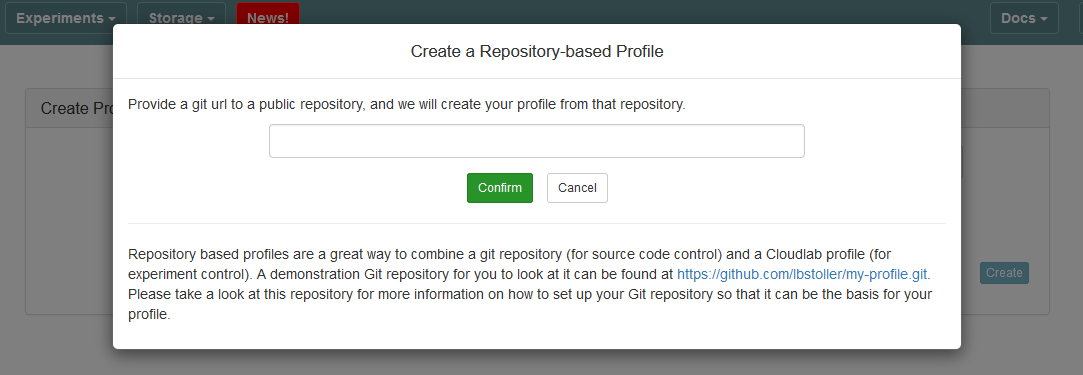 Experiments Storage News! Docs
Create a Repository-based Profile
Create Pro
Provide a git url to a public repository, and we will create your profile from that repository.
Confirm Cancel
Repository based profiles are a great way to combine a git repository (for source code control) and a Cloudlab profile (for
experiment control). A demonstration Git repository for you to look at it can be found at https://github.com/lbstoller/my-profile.git.
Create
Please take a look at this repository for more information on how to set up your Git repository so that it can be the basis for your
profile.